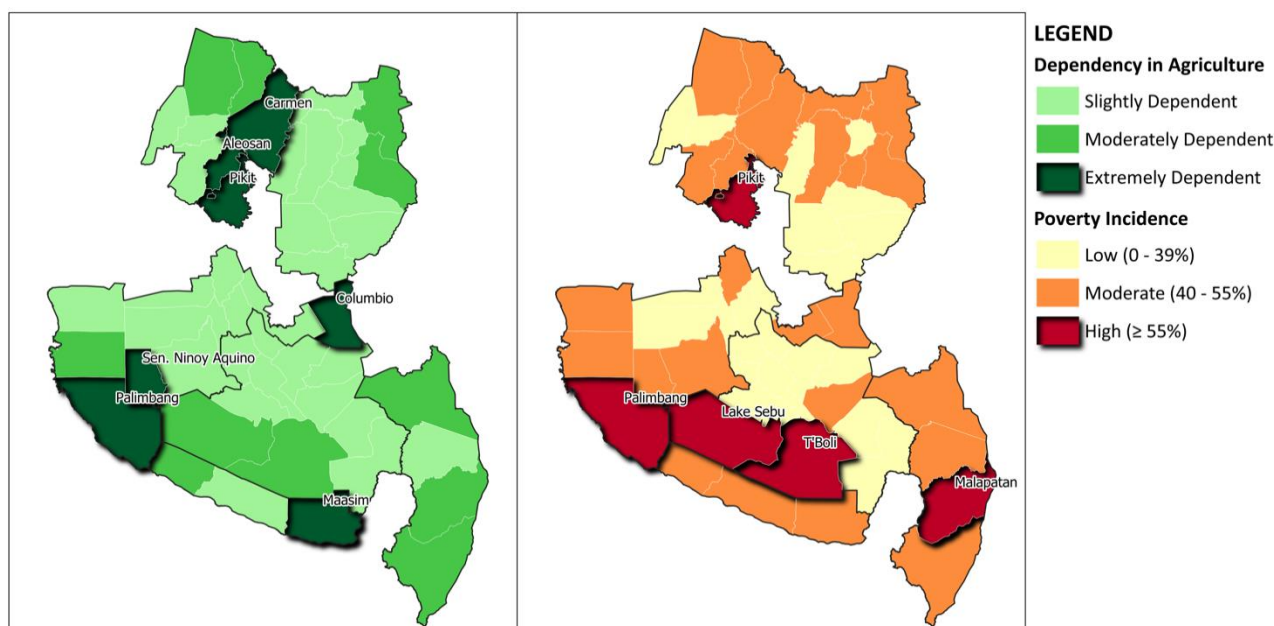 Carmen
Aleosan
Pikit
Columbio
Sen. Ninoy Aquino
Palimbang
Maasim
Pikit
Palimbang
Lake Sebu
T'Boli
Malapatan
LEGEND
Dependency in Agriculture
Slightly Dependent
Moderately Dependent
Extremely Dependent
Poverty Incidence
Low (0 - 39%)
Moderate (40 - 55%)
High (≥ 55%)